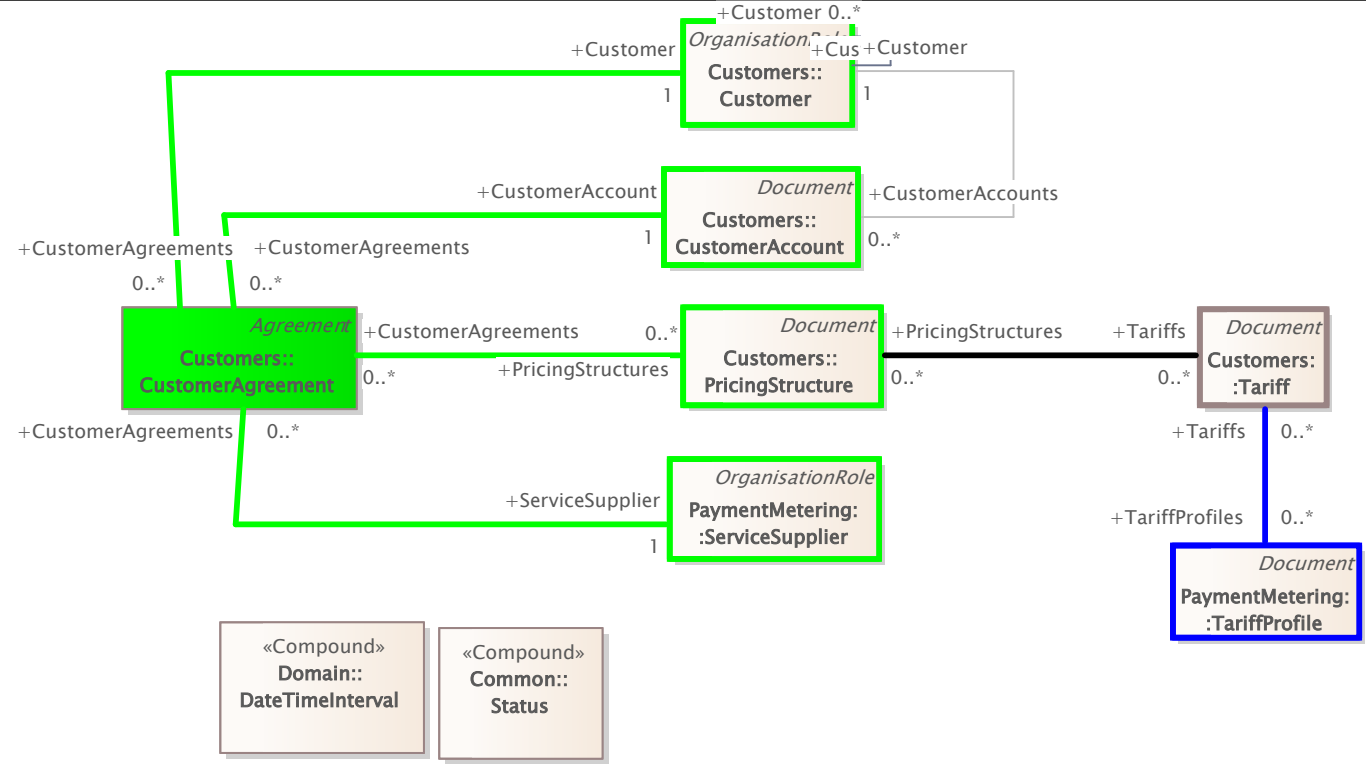 +Customer 0..*
+Customer
OrganisationRole
+Cus
+Customer
Customers::
Customer
1
1
+CustomerAccount
Document
+CustomerAccounts
Customers::
CustomerAccount
1
0..*
+CustomerAgreements
+CustomerAgreements
0..*
0..*
Agreement
Customers::
CustomerAgreement
+CustomerAgreements
0..*
0..*
+PricingStructures
Document
Customers::
PricingStructure
+PricingStructures
+Tariffs
0..*
0..*
Document
Customers:
:Tariff
+CustomerAgreements
0..*
+Tariffs
0..*
+ServiceSupplier
1
OrganisationRole
PaymentMetering:
:ServiceSupplier
+TariffProfiles
0..*
Document
PaymentMetering:
:TariffProfile
«Compound»
Domain::
DateTimeInterval
«Compound»
Common::
Status